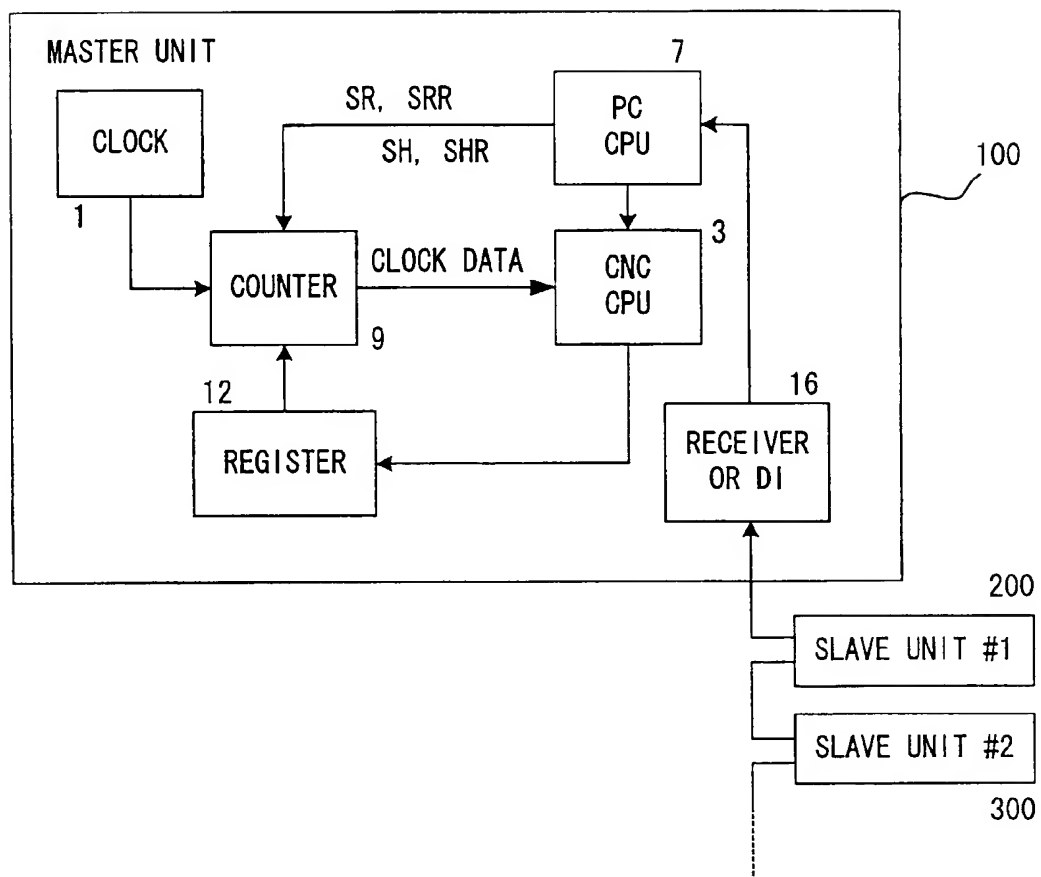 MASTER UNIT
7
CLOCK
SR, SRR
SH, SHR
PC
CPU
100
1
3
COUNTER
CLOCK DATA
CNC
CPU
9
12
16
REGISTER
RECEIVER
OR DI
200
SLAVE UNIT #1
SLAVE UNIT #2
300